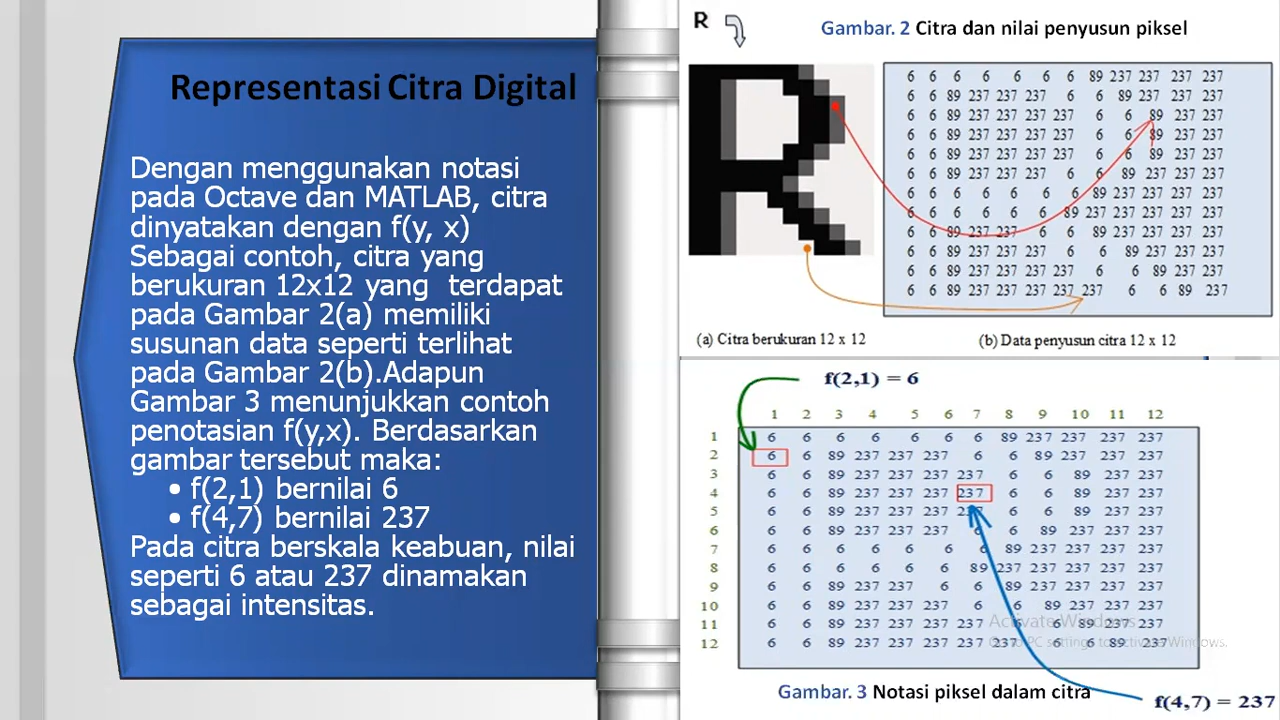 Representasi Citra Digital
Dengan menggunakan notasi
pada Octave dan MATLAB, citra
dinyatakan dengan f(y, x)
Sebagai contoh, citra yang
berukuran 12x12 yang terdapat
pada Gambar 2(a) memiliki
susunan data seperti terlihat
pada Gambar 2(b).Adapun
Gambar 3 menunjukkan contoh
penotasian f(y,x). Berdasarkan
gambar tersebut maka:
• f(2,1) bernilai 6
• f(4,7) bernilai 237
Pada citra berskala keabuan, nilai
seperti 6 atau 237 dinamakan
sebagai intensitas.
R
Gambar. 2 Citra dan nilai penyusun piksel
6 6 6 6 6 6 6 89 237 237 237 237
6 6 89 237 237 237 6 6 89 237 237 237
6 6 89 237 237 237 237 6 6 89 237 237
6 6 89 237 237 237 237 6 6 89 237 237
6 6 89 237 237 237 237 6 6 89 237 237
6 6 89 237 237 237 6 6 89 237 237 237
6 6 6 6 6 6 6 89 237 237 237 237
6 6 6 6 6 6 89 237 237 237 237 237
6 6 89 237 237 6 6 89 237 237 237 237
6 6 89 237 237 237 6 6 89 237 237 237
6 6 89 237 237 237 237 6 6 89 237 237
6 6 89 237 237 237 237 237 6 6 89 237
(a) Citra berukuran 12 x 12
(b) Data penyusun citra 12 x 12
f(2,1) = 6
1 2 3 4 5 6 7 8 9 10 11 12
1 6 6 6 6 6 6 6 89 237 237 237 237
2 6 6 89 237 237 237 6 6 89 237 237 237
3 6 6 89 237 237 237 237 6 6 89 237 237
4 6 6 89 237 237 237 237 6 6 89 237 237
5 6 6 89 237 237 237 237 6 6 89 237 237
6 6 6 89 237 237 237 6 6 89 237 237 237
7 6 6 6 6 6 6 6 89 237 237 237 237
8 6 6 6 6 6 6 89 237 237 237 237 237
9 6 6 89 237 237 6 6 89 237 237 237 237
10 6 6 89 237 237 237 6 6 89 237 237 237
11 6 6 89 237 237 237 237 6 6 89 237 237
12 6 6 89 237 237 237 237 237 6 6 89 237
Activate Windows
Go to PC settings to activate Windows.
Gambar. 3 Notasi piksel dalam citra
f(4,7) = 237